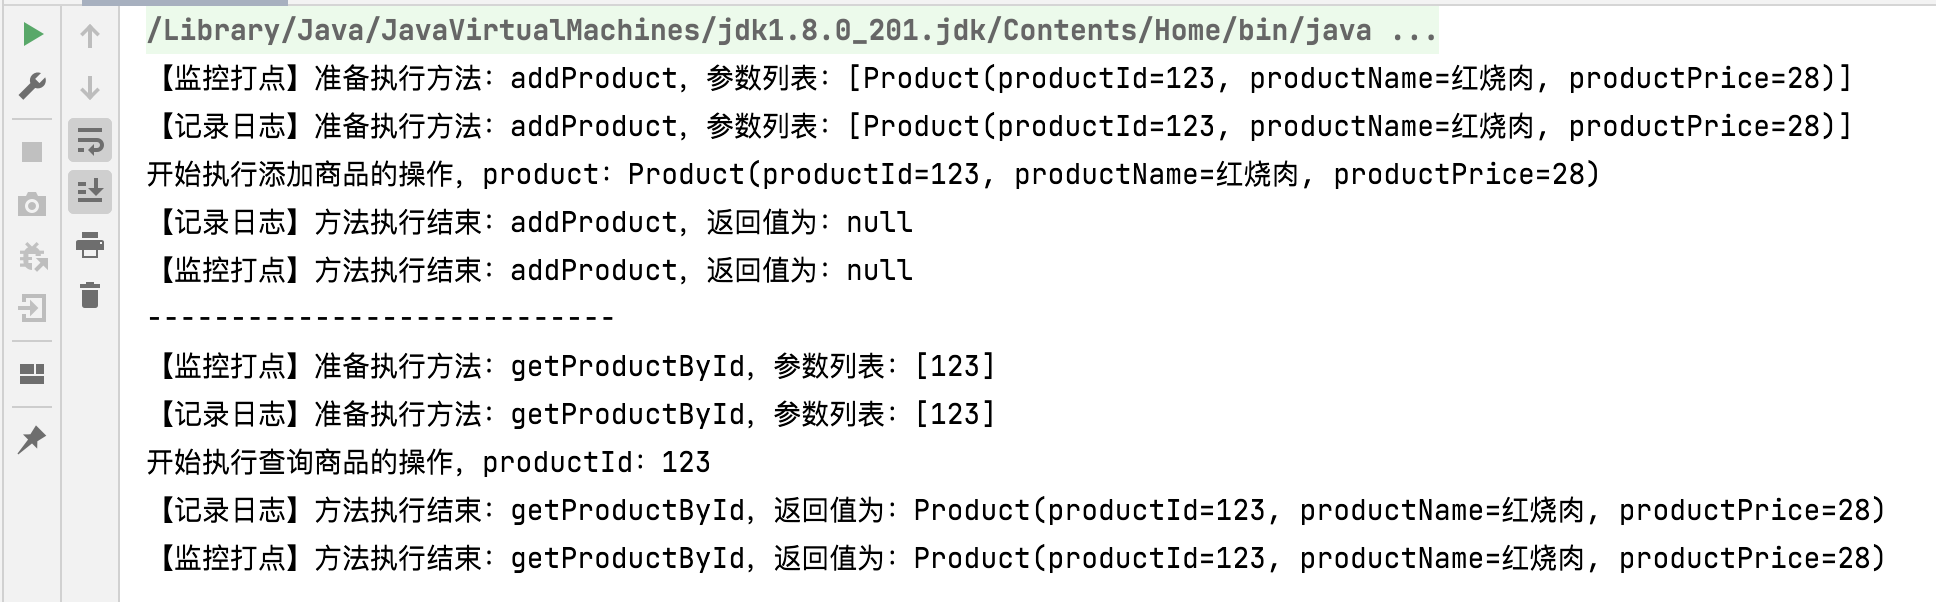 /Library/Java/JavaVirtualMachines/jdk1.8.0_201.jdk/Contents/Home/bin/java ...
【监控打点】准备执行方法：addProduct，参数列表：[Product(productId=123, productName=红烧肉, productPrice=28)]
【记录日志】准备执行方法：addProduct，参数列表：[Product(productId=123, productName=红烧肉, productPrice=28)]
开始执行添加商品的操作，product：Product(productId=123, productName=红烧肉, productPrice=28)
【记录日志】方法执行结束：addProduct，返回值为：null
【监控打点】方法执行结束：addProduct，返回值为：null
----------------------------
【监控打点】准备执行方法：getProductById，参数列表：[123]
【记录日志】准备执行方法：getProductById，参数列表：[123]
开始执行查询商品的操作，productId：123
【记录日志】方法执行结束：getProductById，返回值为：Product(productId=123, productName=红烧肉, productPrice=28)
【监控打点】方法执行结束：getProductById，返回值为：Product(productId=123, productName=红烧肉, productPrice=28)